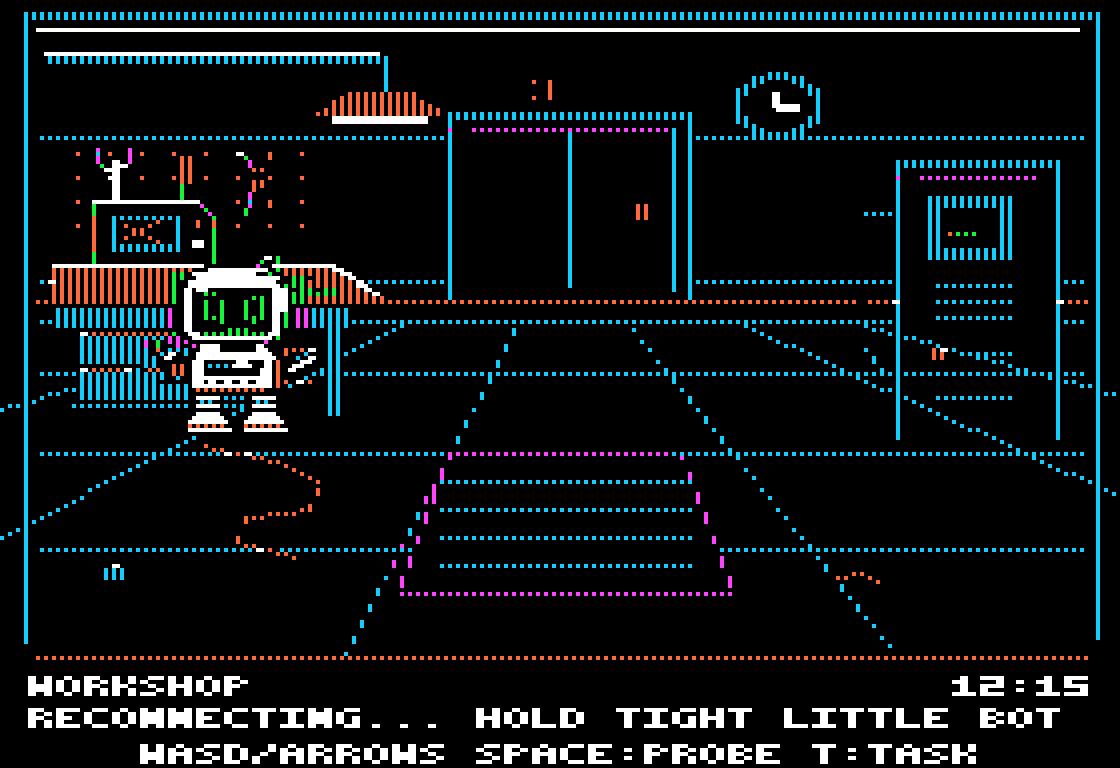 WORKSHOP 12:15
RECONNECTING... HOLD TIGHT LITTLE BOT
WASD/ARROWS SPACE:PROBE T:TASK